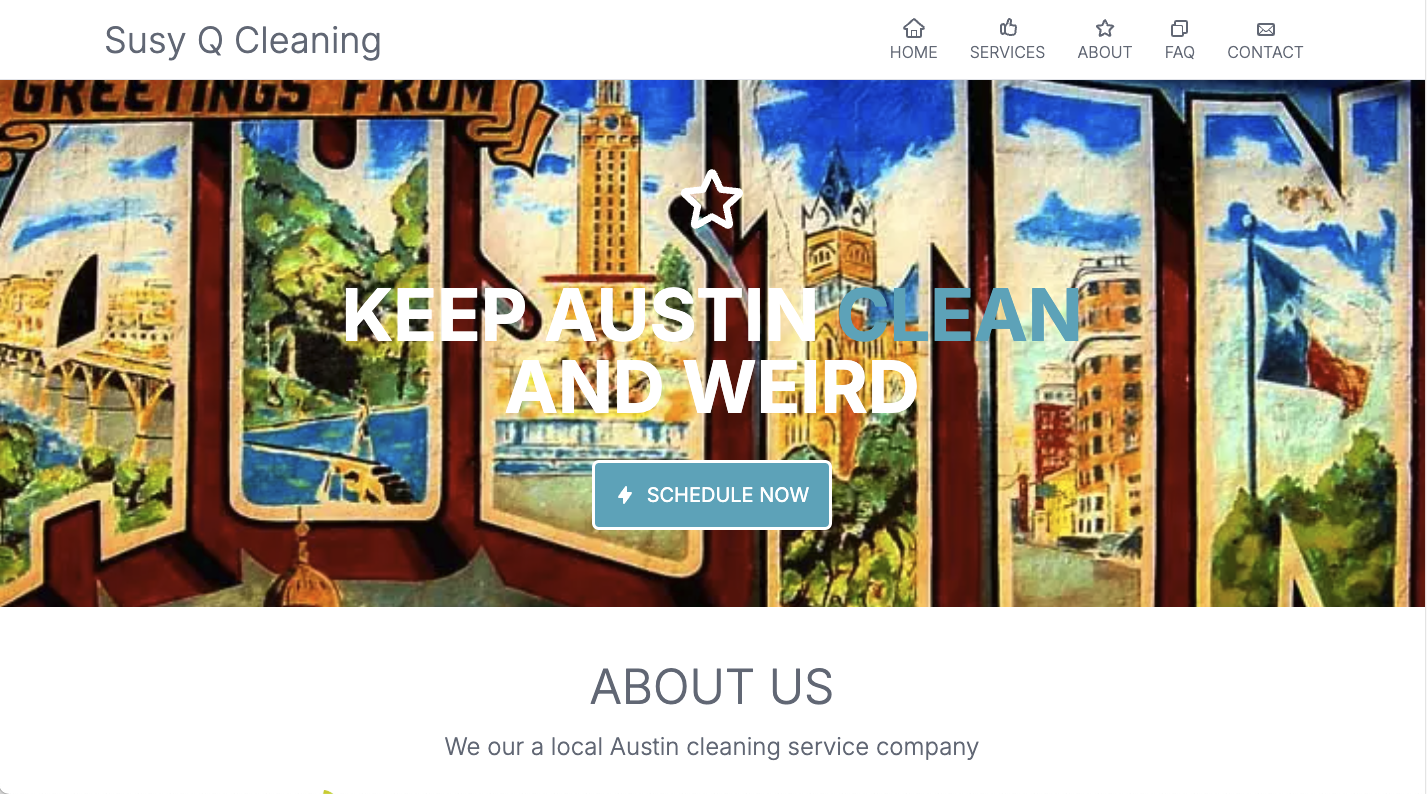 Susy Q Cleaning
HOME SERVICES ABOUT FAQ CONTACT
GREETINGS FROM
AUSTIN
KEEP AUSTIN CLEAN
AND WEIRD
SCHEDULE NOW
ABOUT US
We our a local Austin cleaning service company